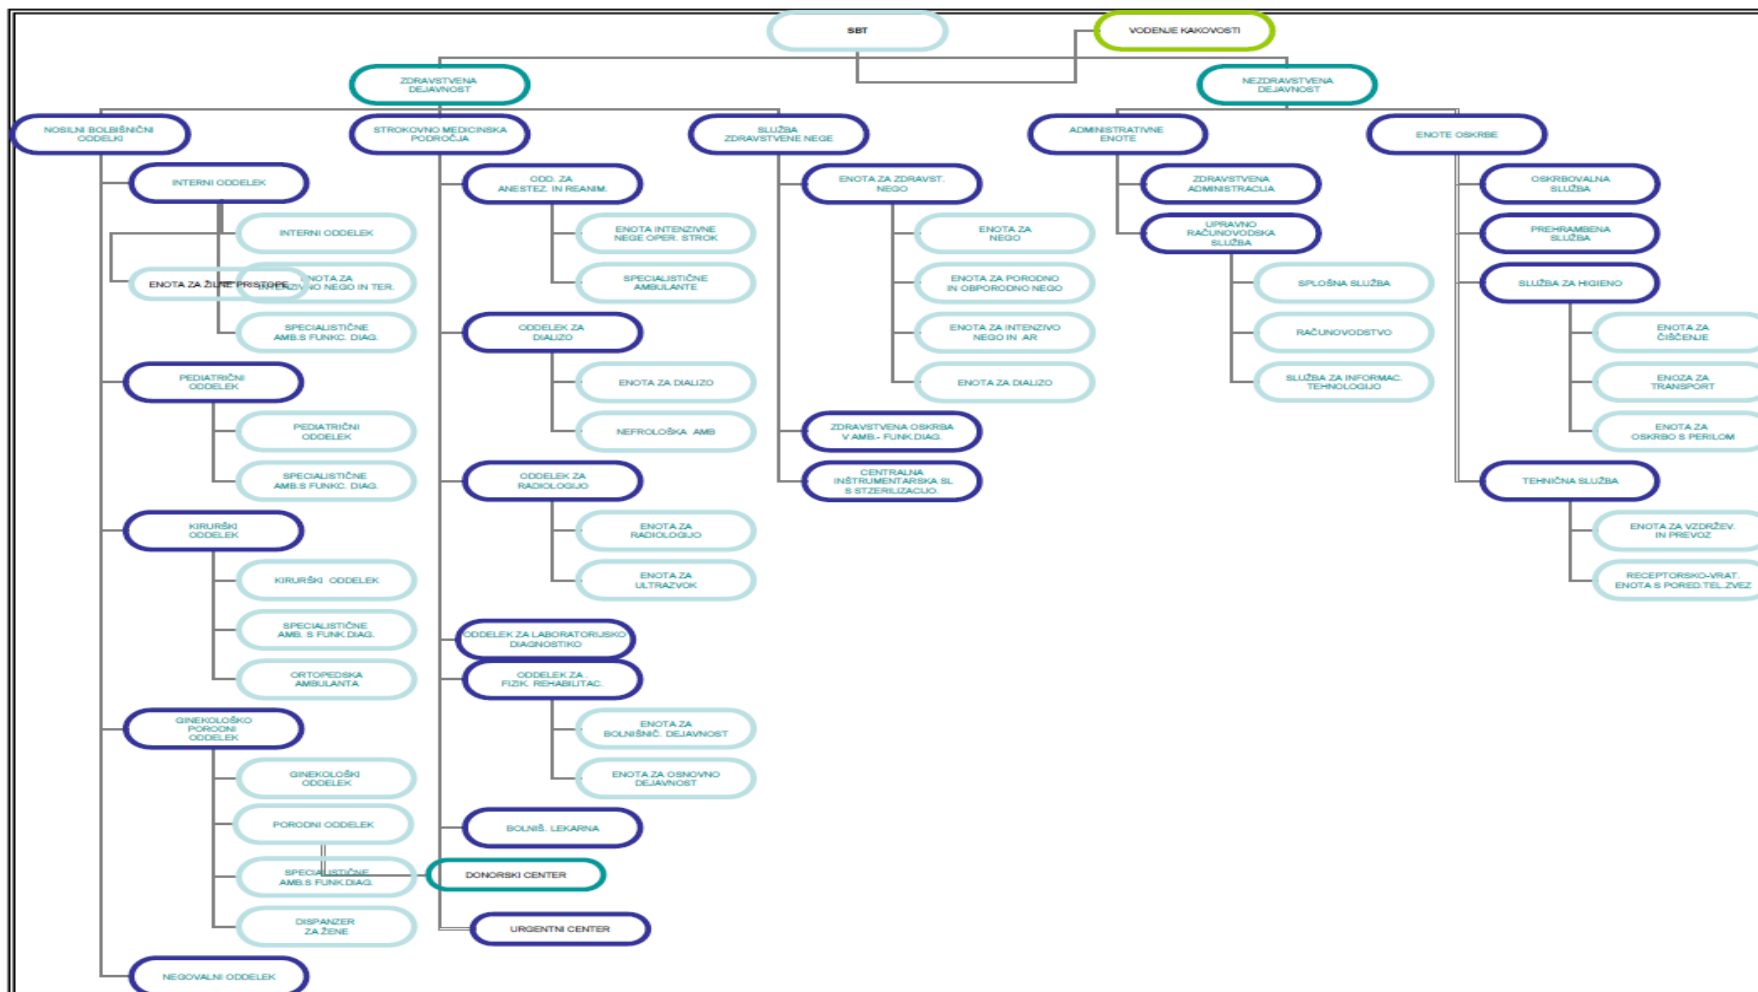 SBT
VODENJE KAKOVOSTI
ZDRAVSTVENA
DEJAVNOST
NEZDRAVSTVENA
DEJAVNOST
NOSILNI BOLBIŠNIČNI
ODDELKI
STROKOVNO MEDICINSKA
PODROČJA
SLUŽBA
ZDRAVSTVENE NEGE
ADMINISTRATIVNE
ENOTE
ENOTE OSKRBE
INTERNI ODDELEK
INTERNI ODDELEK
ENOTA ZA ŽILNE PRISTOPE
ENOTA ZA
INTENZIVNO NEGO IN TER.
SPECIALISTIČNE
AMB.S FUNKC. DIAG.
PEDIATRIČNI
ODDELEK
PEDIATRIČNI
ODDELEK
SPECIALISTIČNE
AMB.S FUNKC. DIAG.
KIRURŠKI
ODDELEK
KIRURŠKI ODDELEK
SPECIALISTIČNE
AMB. S FUNK.DIAG.
ORTOPEDSKA
AMBULANTA
GINEKOLOŠKO
PORODNI
ODDELEK
GINEKOLOŠKI
ODDELEK
PORODNI ODDELEK
SPECIALISTIČNE
AMB.S FUNK.DIAG.
DISPANZER
ZA ŽENE
NEGOVALNI ODDELEK
ODD. ZA
ANESTEZ. IN REANIM.
ENOTA INTENZIVNE
NEGE OPER. STROK
SPECIALISTIČNE
AMBULANTE
ODDELEK ZA
DIALIZO
ENOTA ZA DIALIZO
NEFROLOŠKA AMB
ODDELEK ZA
RADIOLOGIJO
ENOTA ZA
RADIOLOGIJO
ENOTA ZA
ULTRAZVOK
ODDELEK ZA LABORATORIJSKO
DIAGNOSTIKO
ODDELEK ZA .
FIZIK. REHABILITAC.
ENOTA ZA
BOLNIŠNIČ. DEJAVNOST
ENOTA ZA OSNOVNO
DEJAVNOST
BOLNIŠ. LEKARNA
DONORSKI CENTER
URGENTNI CENTER
ENOTA ZA ZDRAVST.
NEGO
ENOTA ZA
NEGO
ENOTA ZA PORODNO
IN OBPORODNO NEGO
ENOTA ZA INTENZIVO
NEGO IN AR
ENOTA ZA DIALIZO
ZDRAVSTVENA OSKRBA
V AMB.- FUNK.DIAG.
CENTRALNA
INŠTRUMENTARSKA SL
S STZERILIZACIJO.
ZDRAVSTVENA
ADMINISTRACIJA
UPRAVNO
RAČUNOVODSKA
SLUŽBA
SPLOŠNA SLUŽBA
RAČUNOVODSTVO
SLUŽBA ZA INFORMAC.
TEHNOLOGIJO
OSKRBOVALNA
SLUŽBA
PREHRAMBENA
SLUŽBA
SLUŽBA ZA HIGIENO
ENOTA ZA
ČIŠČENJE
ENOZA ZA
TRANSPORT
ENOTA ZA
OSKRBO S PERILOM
TEHNIČNA SLUŽBA
ENOTA ZA VZDRŽEV.
IN PREVOZ
RECEPTORSKO-VRAT.
ENOTA S PORED.TEL.ZVEZ